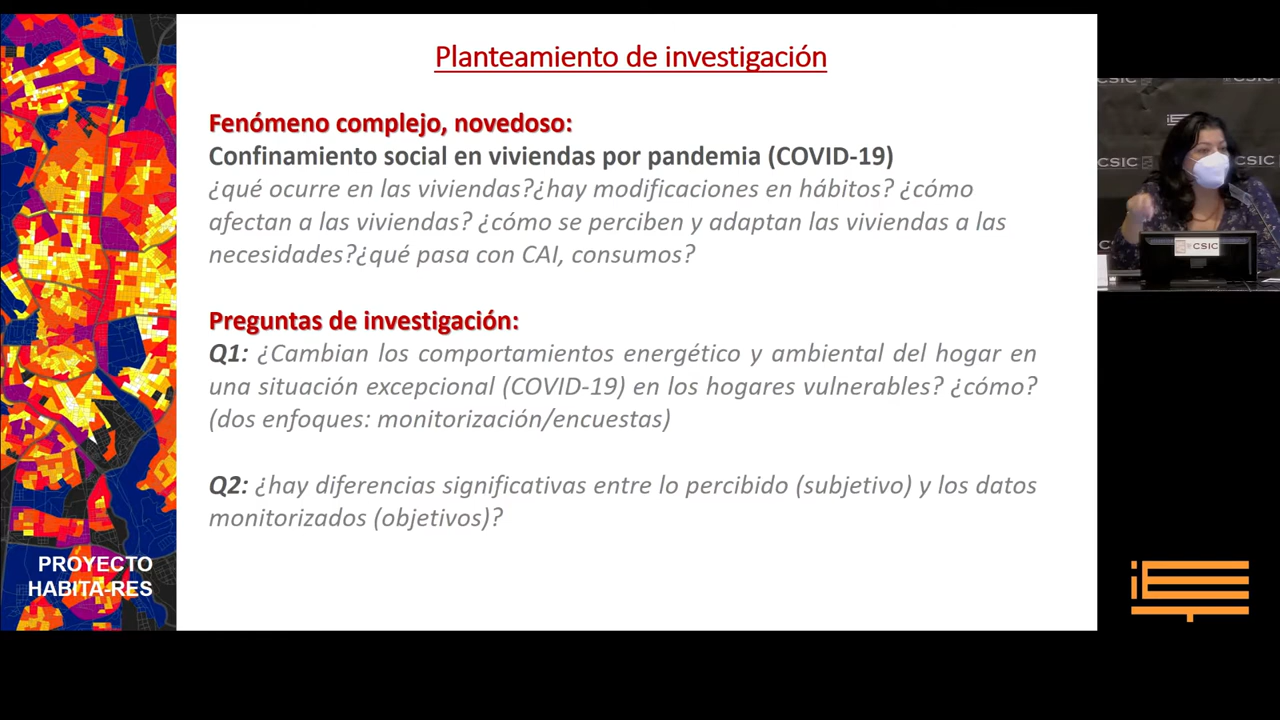 Planteamiento de investigación
Fenómeno complejo, novedoso:
Confinamiento social en viviendas por pandemia (COVID-19)
¿qué ocurre en las viviendas?¿hay modificaciones en hábitos? ¿cómo
afectan a las viviendas? ¿cómo se perciben y adaptan las viviendas a las
necesidades?¿qué pasa con CAI, consumos?
Preguntas de investigación:
Q1: ¿Cambian los comportamientos energético y ambiental del hogar en
una situación excepcional (COVID-19) en los hogares vulnerables? ¿cómo?
(dos enfoques: monitorización/encuestas)
Q2: ¿hay diferencias significativas entre lo percibido (subjetivo) y los datos
monitorizados (objetivos)?
PROYECTO
HABITA-RES
CSIC
CSIC
CSIC
CSIC
CSIC